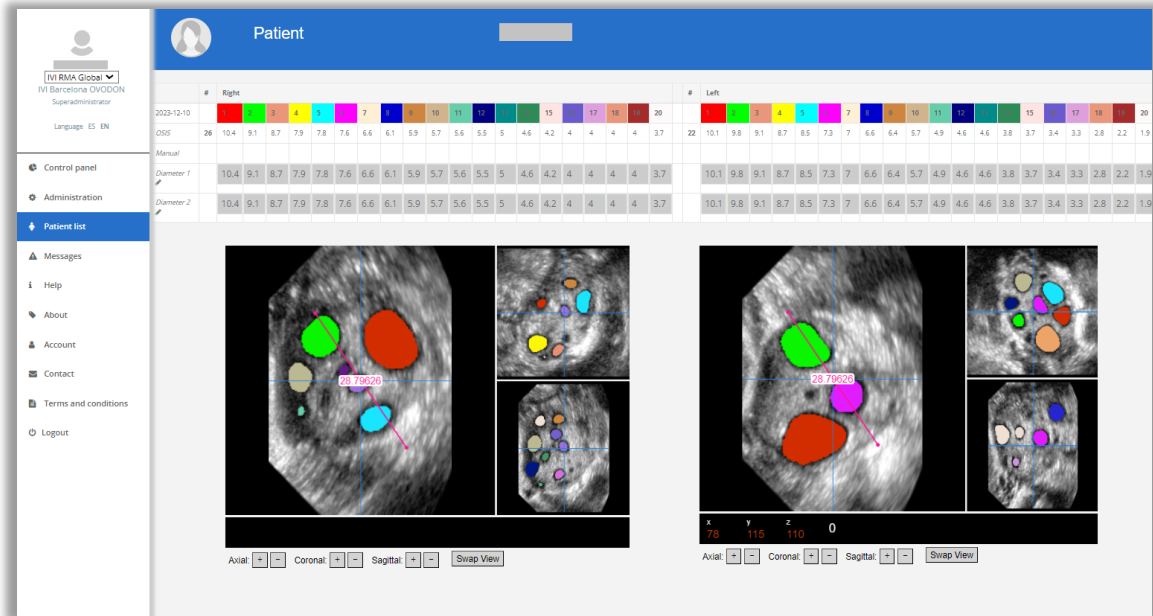 Patient
IVI RMA Global
IVI Barcelona OVODON
Superadministrator
Language ES EN
Control panel
Administration
Patient list
Messages
Help
About
Account
Contact
Terms and conditions
Logout
# Right
2023-12-10 1 2 3 4 5 6 7 8 9 10 11 12 13 14 15 16 17 18 19 20
OSIS 26 10.4 9.1 8.7 7.9 7.8 7.6 6.6 6.1 5.9 5.7 5.6 5.5 5 4.6 4.2 4 4 4 4 3.7
Manual
Diameter 1 10.4 9.1 8.7 7.9 7.8 7.6 6.6 6.1 5.9 5.7 5.6 5.5 5 4.6 4.2 4 4 4 4 3.7
Diameter 2 10.4 9.1 8.7 7.9 7.8 7.6 6.6 6.1 5.9 5.7 5.6 5.5 5 4.6 4.2 4 4 4 4 3.7
# Left
1 2 3 4 5 6 7 8 9 10 11 12 13 14 15 16 17 18 19 20
22 10.1 9.8 9.1 8.7 8.5 7.3 7 6.6 6.4 5.7 4.9 4.6 4.6 3.8 3.7 3.4 3.3 2.8 2.2 1.9
10.1 9.8 9.1 8.7 8.5 7.3 7 6.6 6.4 5.7 4.9 4.6 4.6 3.8 3.7 3.4 3.3 2.8 2.2 1.9
10.1 9.8 9.1 8.7 8.5 7.3 7 6.6 6.4 5.7 4.9 4.6 4.6 3.8 3.7 3.4 3.3 2.8 2.2 1.9
28.79626
Axial: + − Coronal: + − Sagittal: + − Swap View
28.79626
x y z
78 115 110 0
Axial: + − Coronal: + − Sagittal: + − Swap View